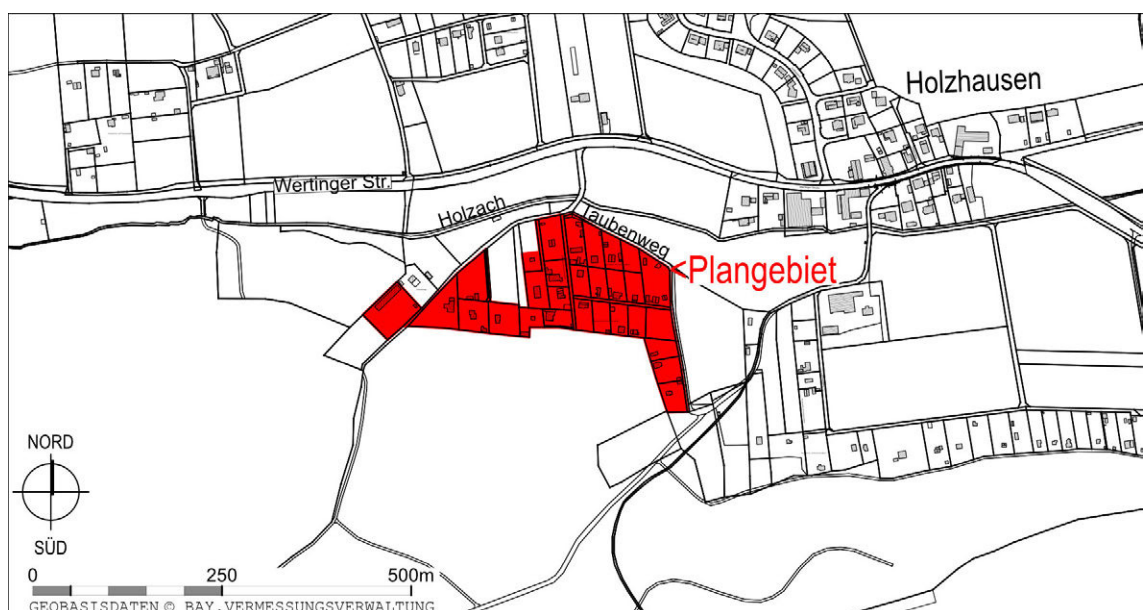 Holzhausen
Wertinger Str.
Holzach
Taubenweg
<Plangebiet
NORD
SÜD
0 250 500m
GEOBASISDATEN © BAY.VERMESSUNGSVERWALTUNG